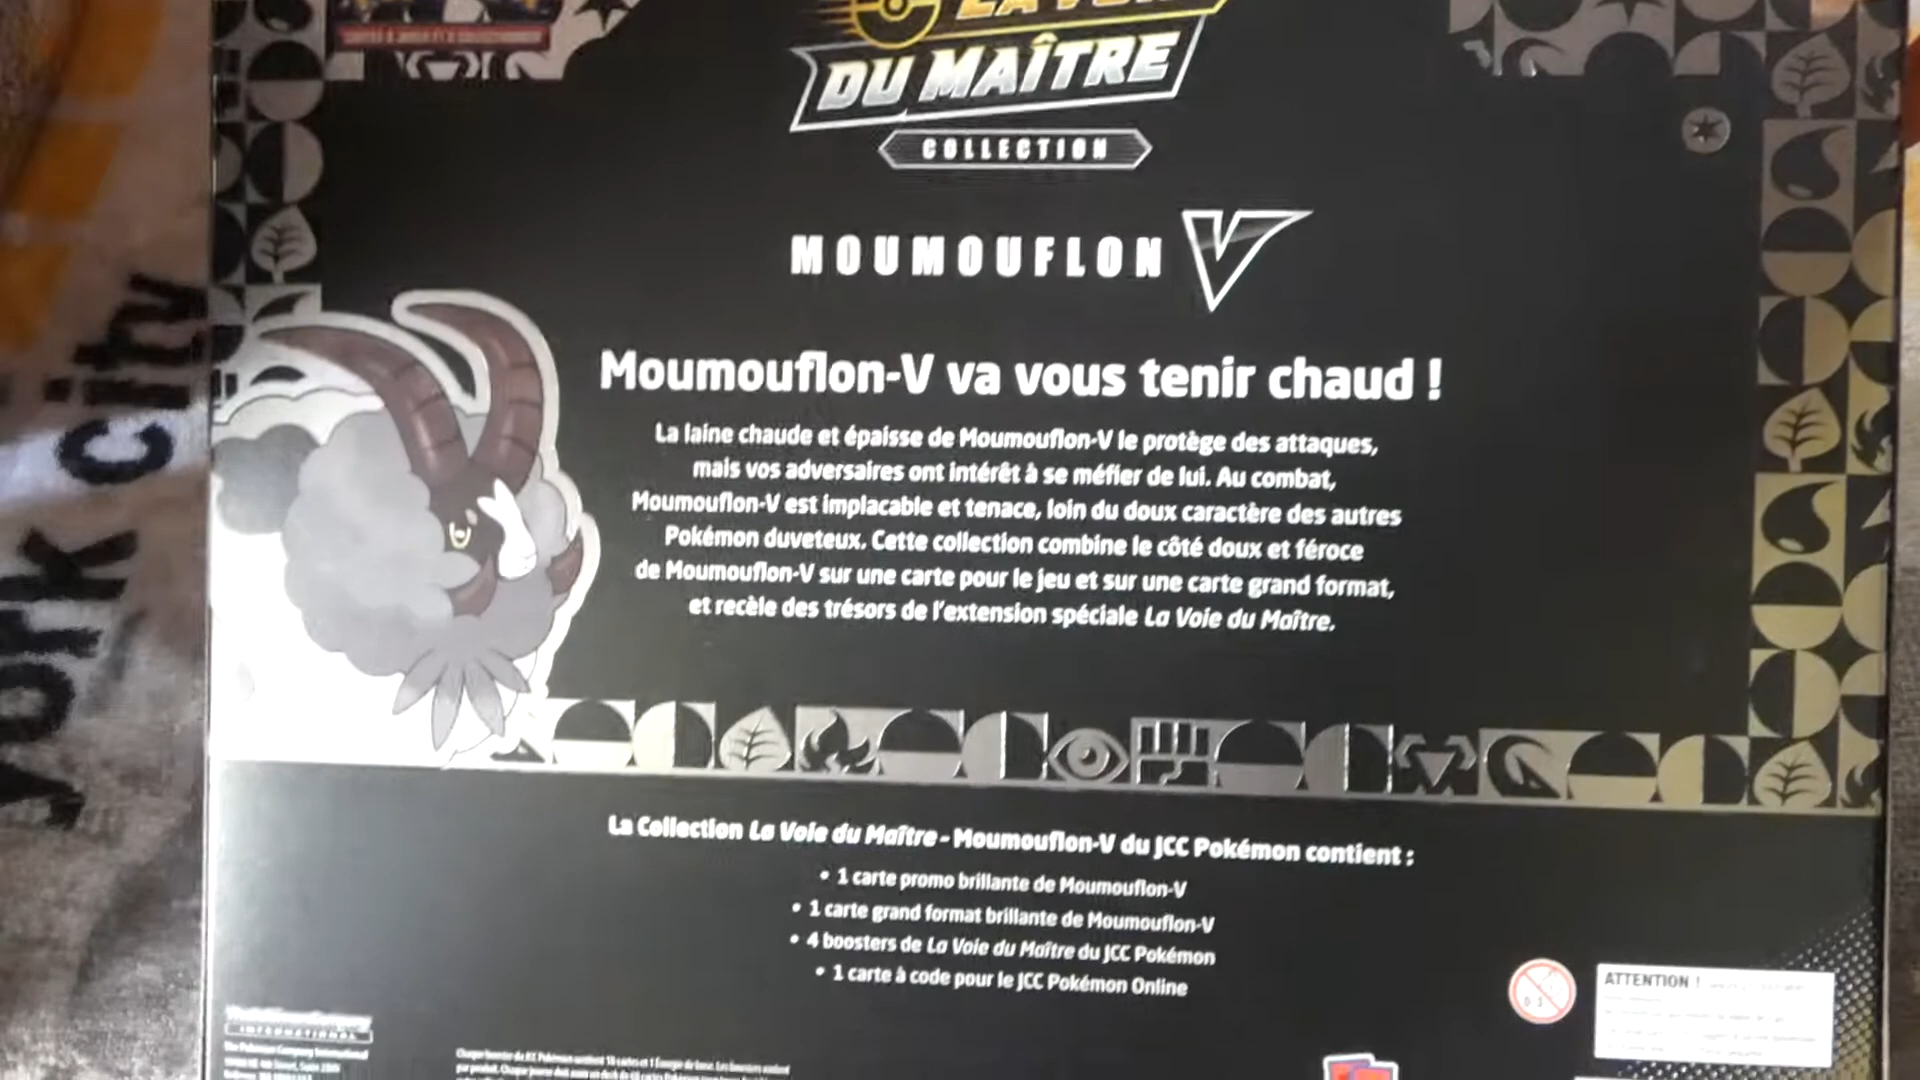 DU MAÎTRE
COLLECTION
MOUMOUFLON V
Moumouflon-V va vous tenir chaud !
La laine chaude et épaisse de Moumouflon-V le protège des attaques,
mais vos adversaires ont intérêt à se méfier de lui. Au combat,
Moumouflon-V est implacable et tenace, loin du doux caractère des autres
Pokémon duveteux. Cette collection combine le côté doux et féroce
de Moumouflon-V sur une carte pour le jeu et sur une carte grand format,
et recèle des trésors de l'extension spéciale La Voie du Maître.
La Collection La Voie du Maître - Moumouflon-V du JCC Pokémon contient :
• 1 carte promo brillante de Moumouflon-V
• 1 carte grand format brillante de Moumouflon-V
• 4 boosters de La Voie du Maître du JCC Pokémon
• 1 carte à code pour le JCC Pokémon Online
0-3
ATTENTION !
INTERNATIONAL
The Pokémon Company International
york city